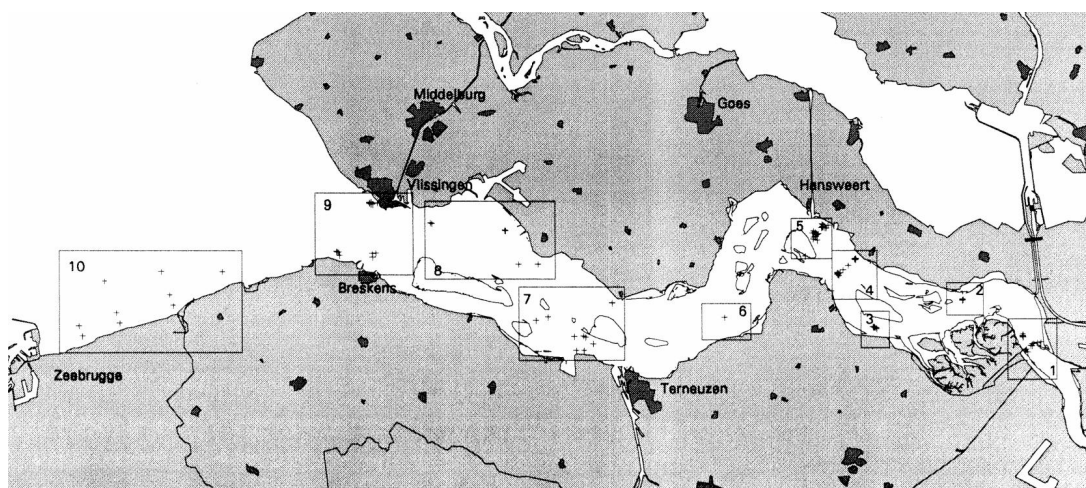 Middelburg
Goes
Vlissingen
Hansweert
9
5
10
8
Breskens
7
4
2
6
3
Zeebrugge
1
Terneuzen